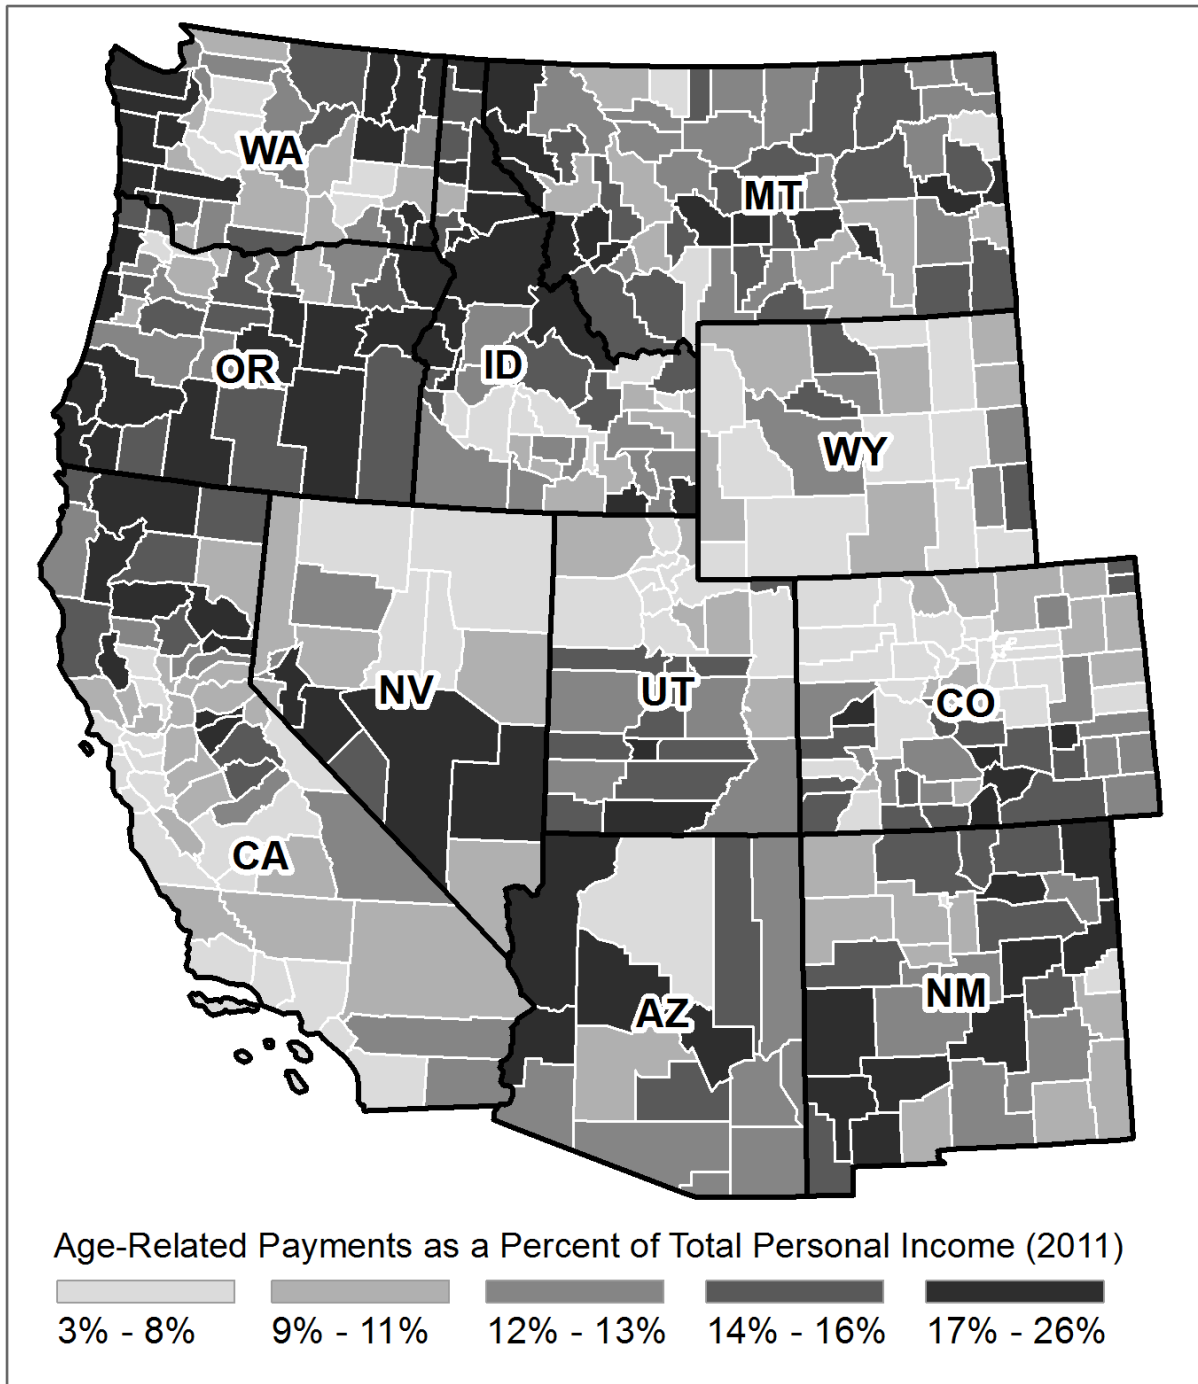 WA
MT
OR
ID
WY
NV
UT
CO
CA
AZ
NM
Age-Related Payments as a Percent of Total Personal Income (2011)
3% - 8% 9% - 11% 12% - 13% 14% - 16% 17% - 26%